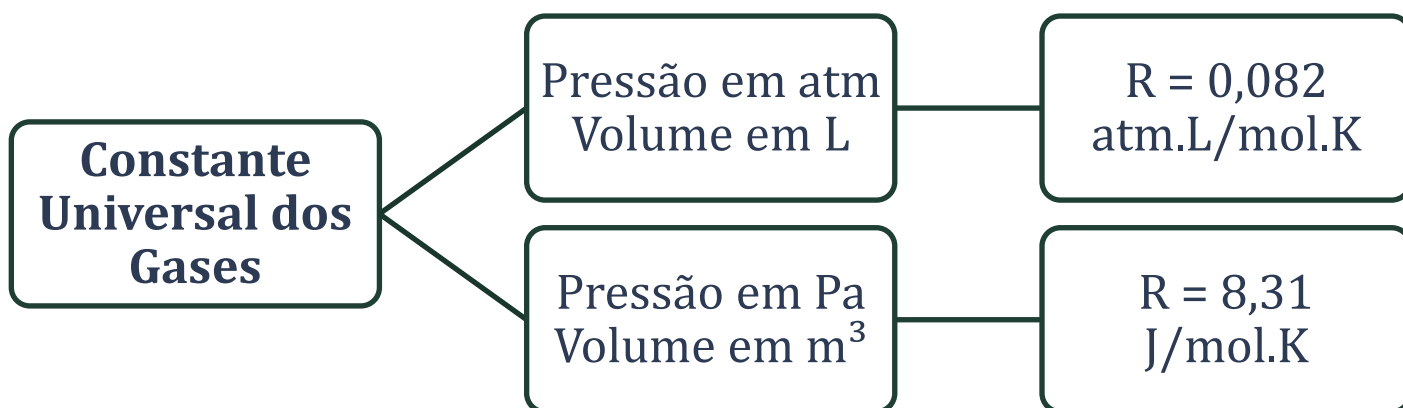 Constante
Universal dos
Gases
Pressão em atm
Volume em L
R = 0,082
atm.L/mol.K
Pressão em Pa
Volume em m³
R = 8,31
J/mol.K